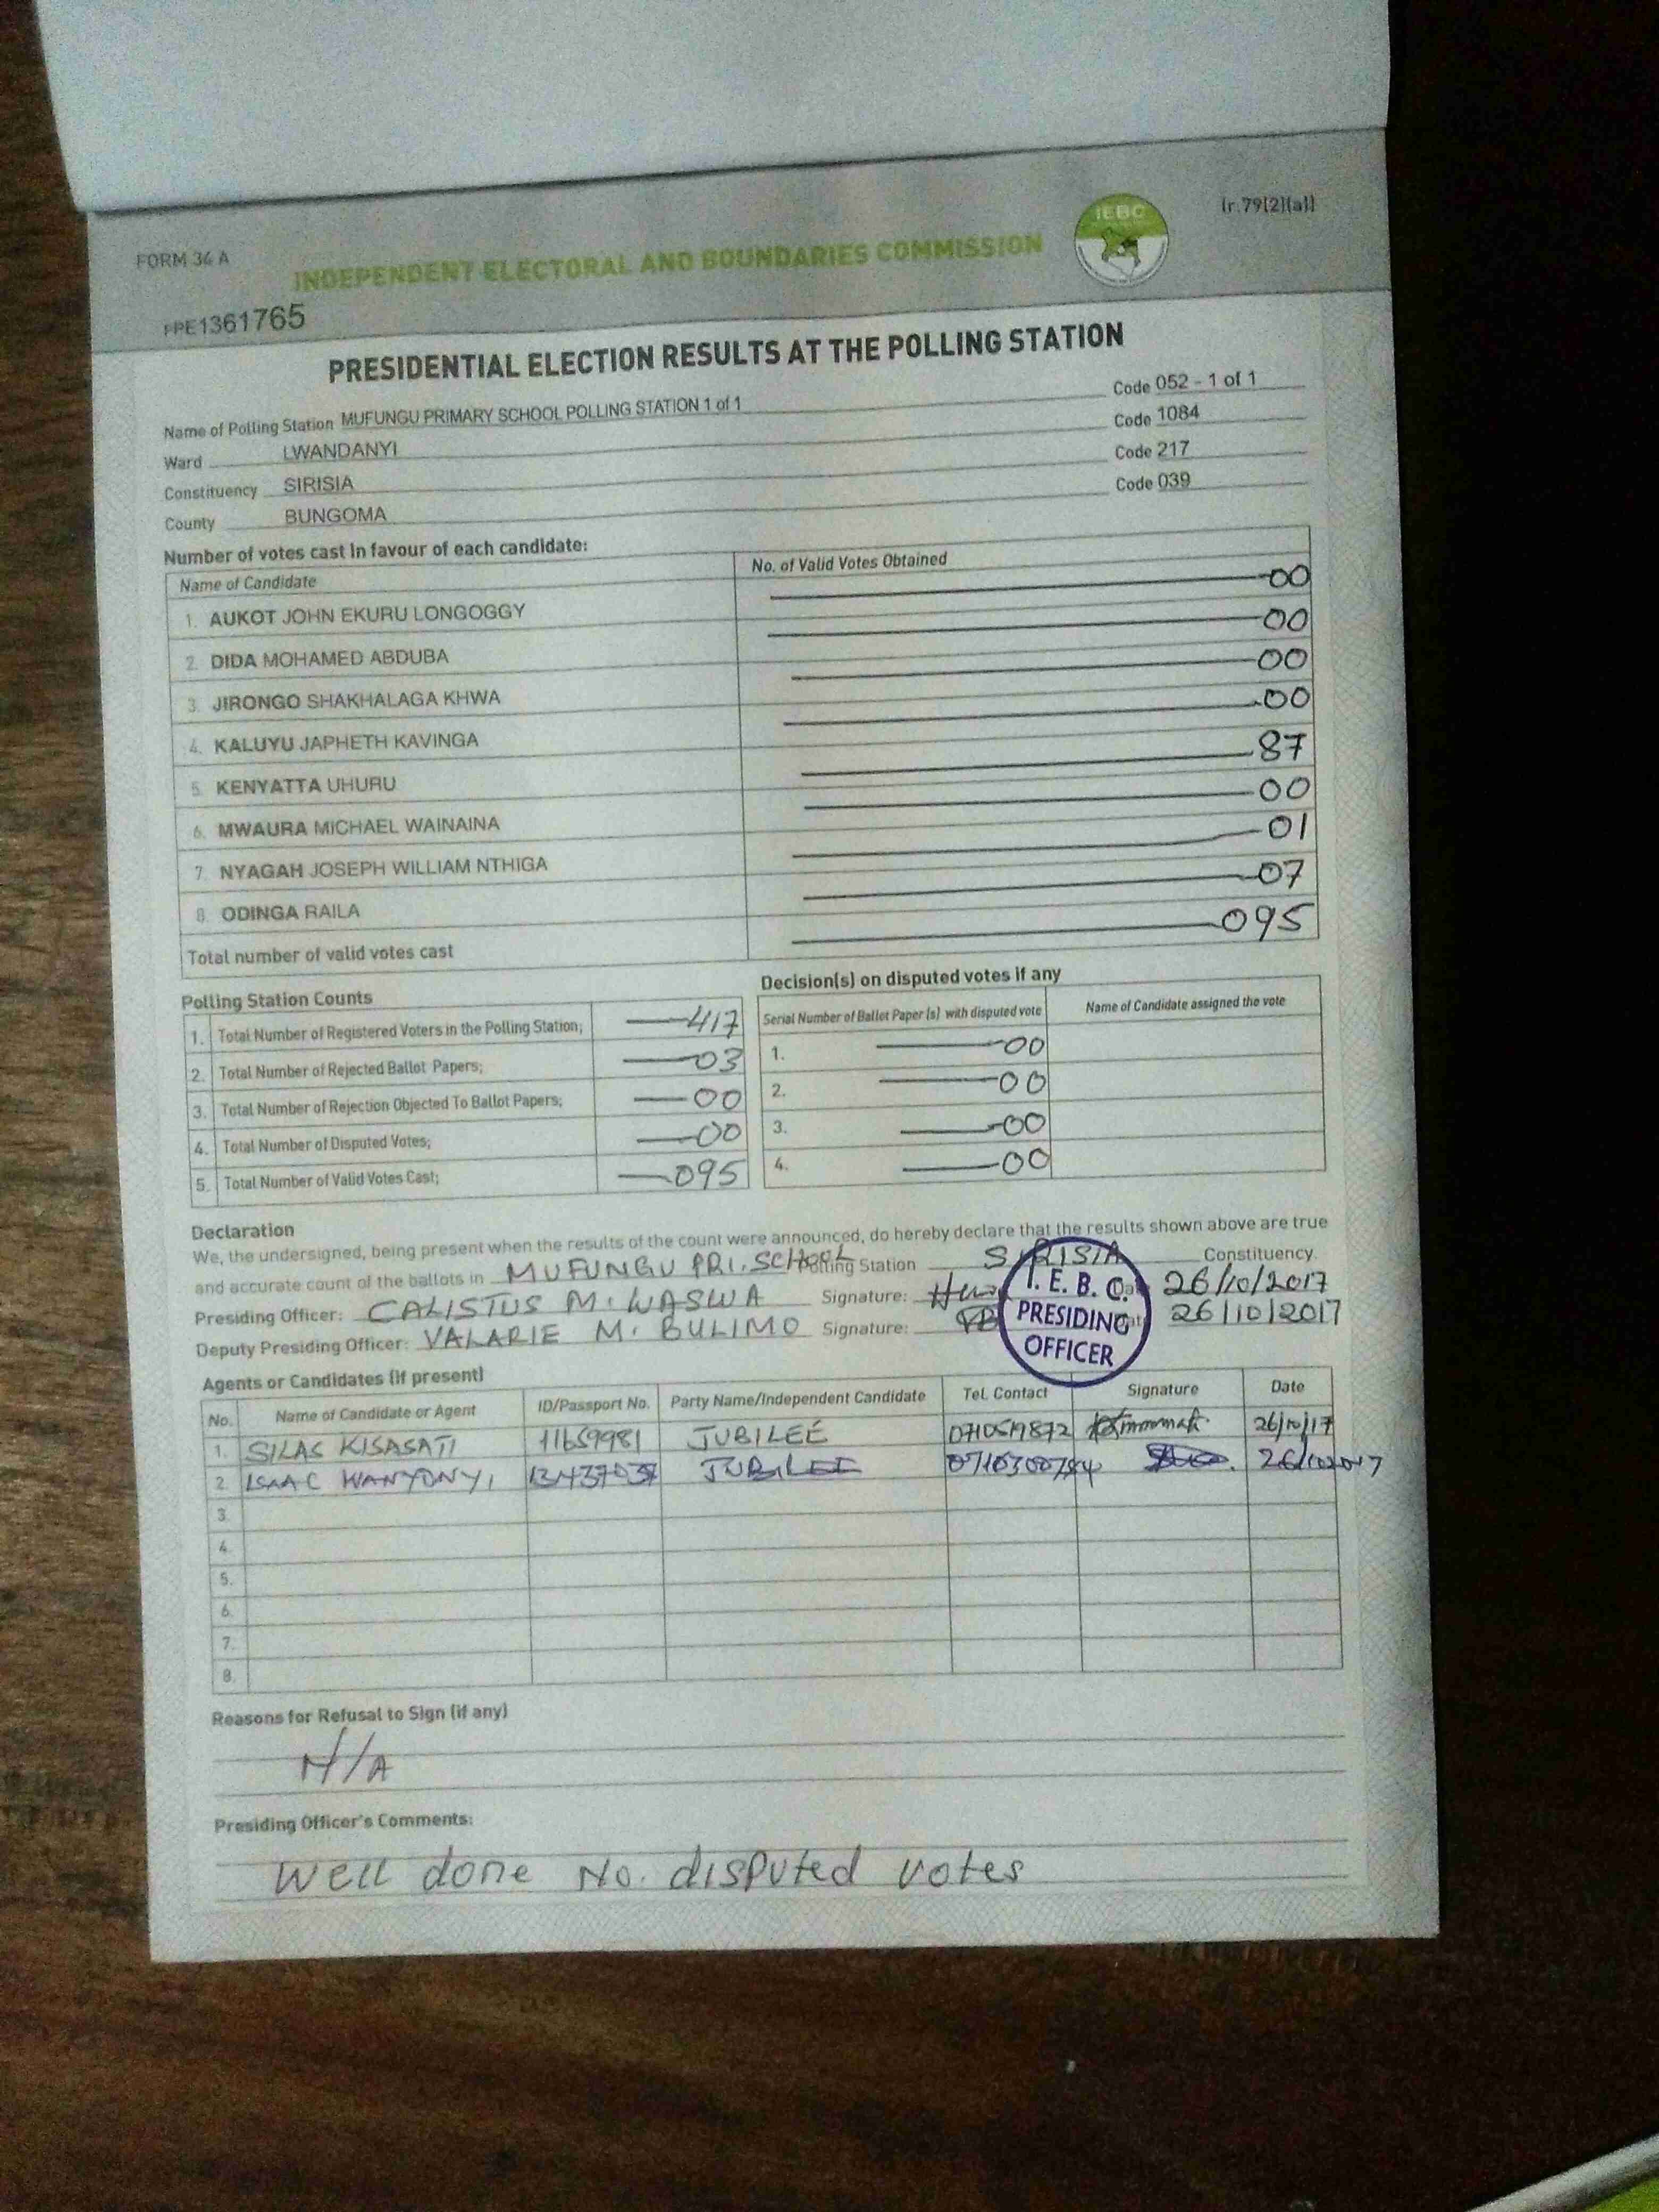 IEBC
(r.79(2)(a))
FORM 34 A
INDEPENDENT ELECTORAL AND BOUNDARIES COMMISSION
PPE1361765
PRESIDENTIAL ELECTION RESULTS AT THE POLLING STATION
Name of Polling Station MUFUNGU PRIMARY SCHOOL POLLING STATION 1 of 1 Code 052 - 1 of 1
Ward LWANDANYI Code 1084
Constituency SIRISIA Code 217
County BUNGOMA Code 039
Number of votes cast in favour of each candidate:
Name of Candidate No. of Valid Votes Obtained
1. AUKOT JOHN EKURU LONGOGGY 00
2. DIDA MOHAMED ABDUBA 00
3. JIRONGO SHAKHALAGA KHWA 00
4. KALUYU JAPHETH KAVINGA 00
5. KENYATTA UHURU 87
6. MWAURA MICHAEL WAINAINA 00
7. NYAGAH JOSEPH WILLIAM NTHIGA 01
8. ODINGA RAILA 07
Total number of valid votes cast 095
Polling Station Counts
1. Total Number of Registered Voters in the Polling Station; 417
2. Total Number of Rejected Ballot Papers; 03
3. Total Number of Rejection Objected To Ballot Papers; 00
4. Total Number of Disputed Votes; 00
5. Total Number of Valid Votes Cast; 095
Decision(s) on disputed votes if any
Serial Number of Ballot Paper (s) with disputed vote Name of Candidate assigned the vote
1. 00
2. 00
3. 00
4. 00
Declaration
We, the undersigned, being present when the results of the count were announced, do hereby declare that the results shown above are true
and accurate count of the ballots in MUFUNGU PRI. SCHOOL Polling Station SIRISIA Constituency.
Presiding Officer: CALISTUS M. WASWA Signature: Date 26/10/2017
Deputy Presiding Officer: VALARIE M. BULIMO Signature: 26/10/2017
I. E. B. C.
PRESIDING
OFFICER
Agents or Candidates (if present)
No. Name of Candidate or Agent ID/Passport No. Party Name/Independent Candidate Tel. Contact Signature Date
1. SILAS KISASATI 11659981 JUBILEE 0710519872 26/10/17
2. ISAAC WANYONYI JUBILEE
3.
4.
5.
6.
7.
8.
Reasons for Refusal to Sign (if any)
N/A
Presiding Officer's Comments:
Well done No. disputed votes